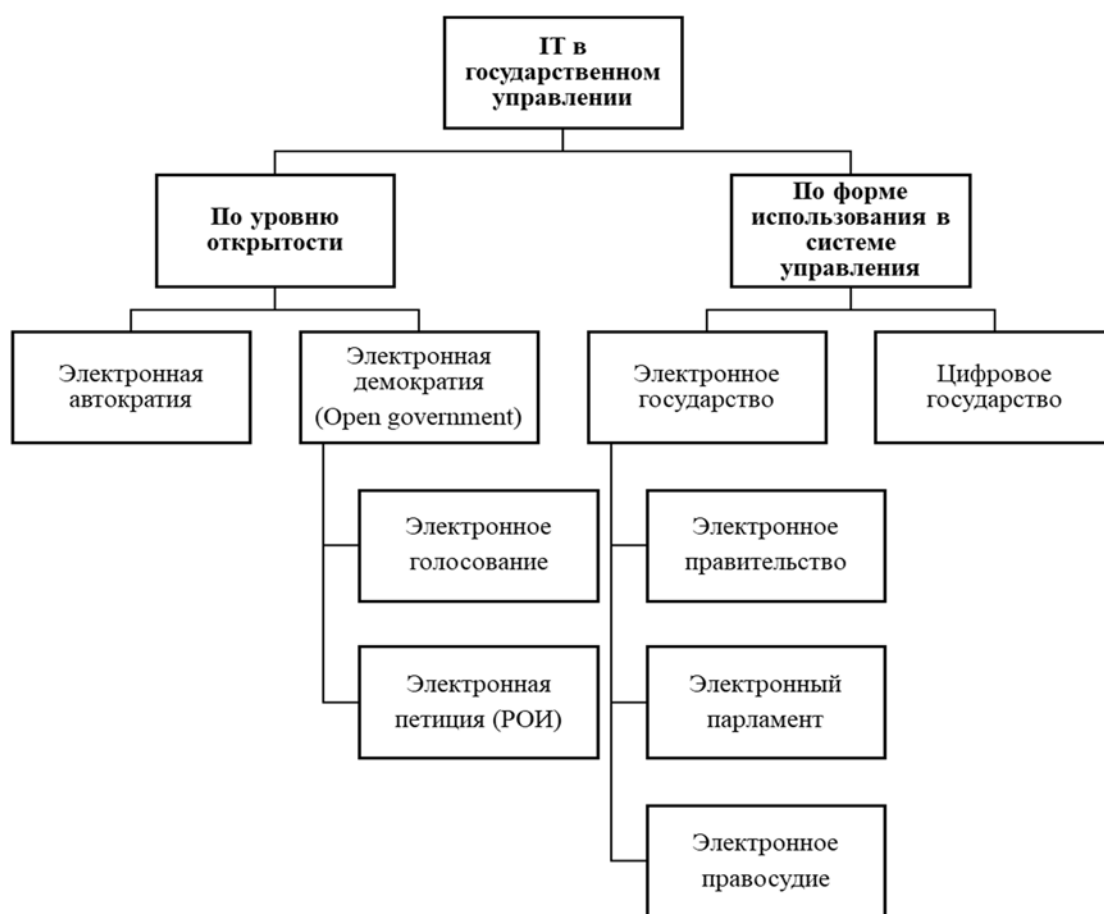 IT в
государственном
управлении
По уровню
открытости
По форме
использования в
системе
управления
Электронная
автократия
Электронная
демократия
(Open government)
Электронное
государство
Цифровое
государство
Электронное
голосование
Электронное
правительство
Электронная
петиция (РОИ)
Электронный
парламент
Электронное
правосудие